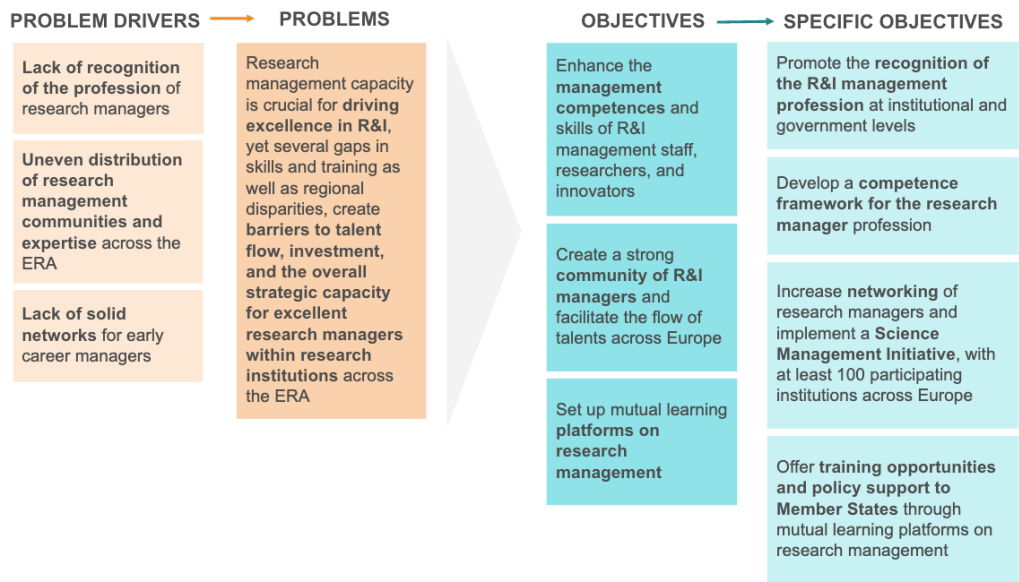 PROBLEM DRIVERS
Lack of recognition
of the profession of
research managers
Uneven distribution
of research
management
communities and
expertise across the
ERA
Lack of solid
networks for early
career managers
PROBLEMS
Research
management capacity
is crucial for driving
excellence in R&I,
yet several gaps in
skills and training as
well as regional
disparities, create
barriers to talent
flow, investment,
and the overall
strategic capacity
for excellent
research managers
within research
institutions across
the ERA
OBJECTIVES
Enhance the
management
competences and
skills of R&I
management staff,
researchers, and
innovators
Create a strong
community of R&I
managers and
facilitate the flow of
talents across Europe
Set up mutual learning
platforms on
research
management
SPECIFIC OBJECTIVES
Promote the recognition of
the R&I management
profession at institutional and
government levels
Develop a competence
framework for the research
manager profession
Increase networking of
research managers and
implement a Science
Management Initiative, with
at least 100 participating
institutions across Europe
Offer training opportunities
and policy support to
Member States through
mutual learning platforms on
research management